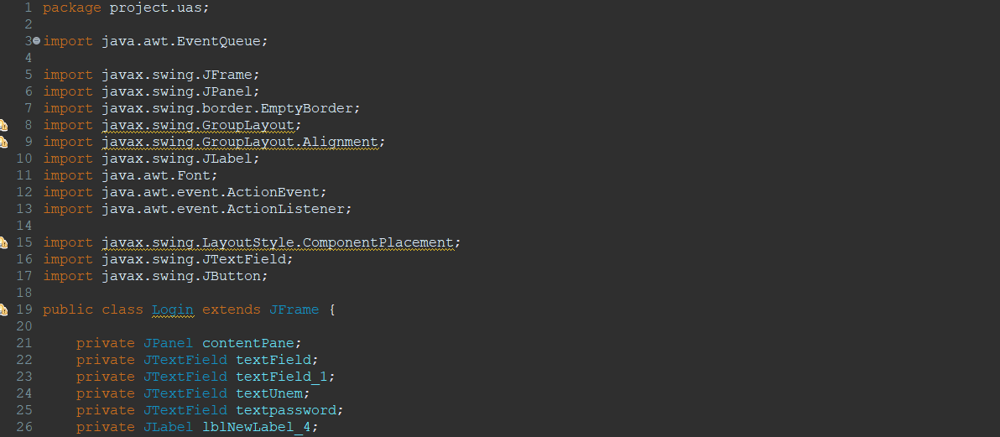 1 package project.uas;
2
3 import java.awt.EventQueue;
4
5 import javax.swing.JFrame;
6 import javax.swing.JPanel;
7 import javax.swing.border.EmptyBorder;
8 import javax.swing.GroupLayout;
9 import javax.swing.GroupLayout.Alignment;
10 import javax.swing.JLabel;
11 import java.awt.Font;
12 import java.awt.event.ActionEvent;
13 import java.awt.event.ActionListener;
14
15 import javax.swing.LayoutStyle.ComponentPlacement;
16 import javax.swing.JTextField;
17 import javax.swing.JButton;
18
19 public class Login extends JFrame {
20
21     private JPanel contentPane;
22     private JTextField textField;
23     private JTextField textField_1;
24     private JTextField textUnem;
25     private JTextField textpassword;
26     private JLabel lblNewLabel_4;